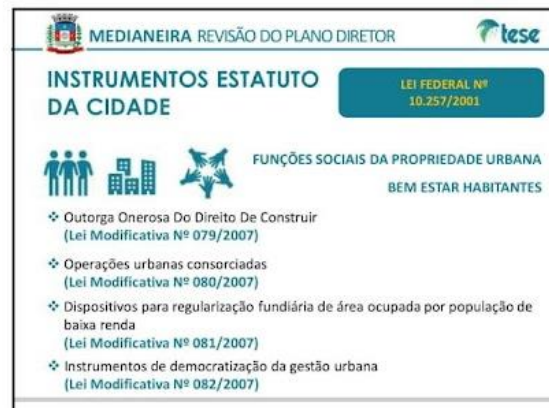 MEDIANEIRA REVISÃO DO PLANO DIRETOR
tese
INSTRUMENTOS ESTATUTO
DA CIDADE
LEI FEDERAL Nº
10.257/2001
FUNÇÕES SOCIAIS DA PROPRIEDADE URBANA
BEM ESTAR HABITANTES
❖ Outorga Onerosa Do Direito De Construir
(Lei Modificativa Nº 079/2007)
❖ Operações urbanas consorciadas
(Lei Modificativa Nº 080/2007)
❖ Dispositivos para regularização fundiária de área ocupada por população de
baixa renda
(Lei Modificativa Nº 081/2007)
❖ Instrumentos de democratização da gestão urbana
(Lei Modificativa Nº 082/2007)